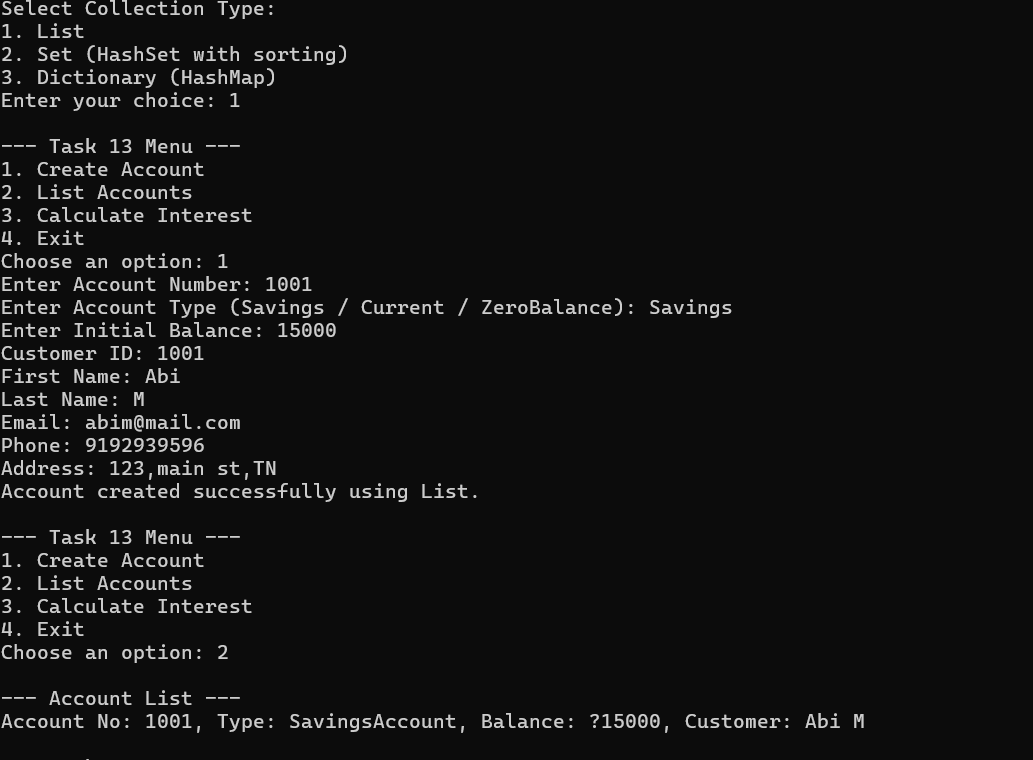 Select Collection Type:
1. List
2. Set (HashSet with sorting)
3. Dictionary (HashMap)
Enter your choice: 1
--- Task 13 Menu ---
1. Create Account
2. List Accounts
3. Calculate Interest
4. Exit
Choose an option: 1
Enter Account Number: 1001
Enter Account Type (Savings / Current / ZeroBalance): Savings
Enter Initial Balance: 15000
Customer ID: 1001
First Name: Abi
Last Name: M
Email: abim@mail.com
Phone: 9192939596
Address: 123,main st,TN
Account created successfully using List.
--- Task 13 Menu ---
1. Create Account
2. List Accounts
3. Calculate Interest
4. Exit
Choose an option: 2
--- Account List ---
Account No: 1001, Type: SavingsAccount, Balance: ?15000, Customer: Abi M